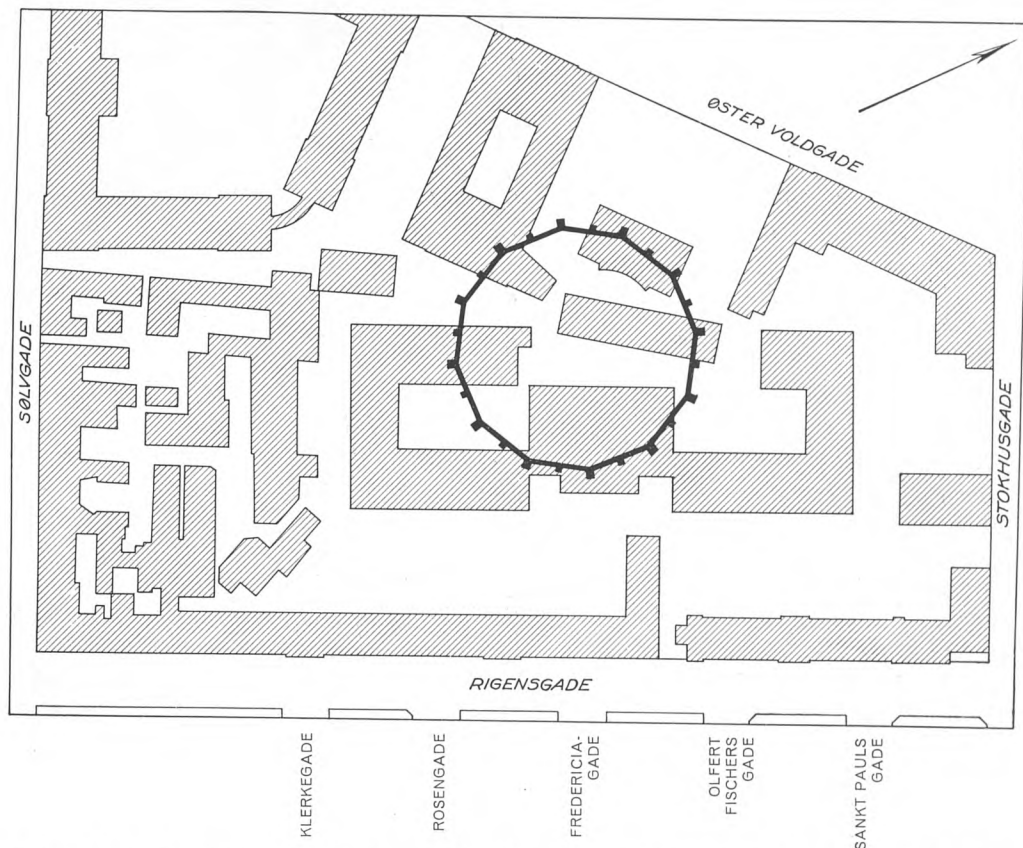 ØSTER VOLDGADE
SØLVGADE
STOKHUSGADE
RIGENSGADE
KLERKEGADE
ROSENGADE
FREDERICIA-
GADE
OLFERT
FISCHERS
GADE
SANKT PAULS
GADE